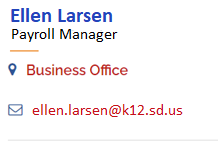 Ellen Larsen
Payroll Manager
Business Office
ellen.larsen@k12.sd.us